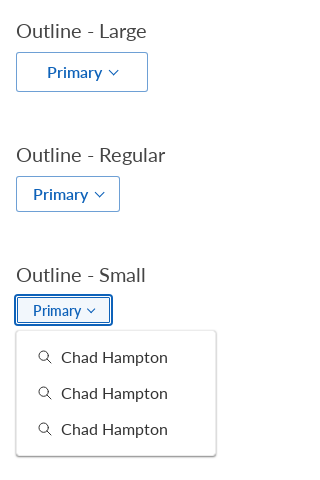 Outline - Large
Primary
Outline - Regular
Primary
Outline - Small
Primary
Chad Hampton
Chad Hampton
Chad Hampton